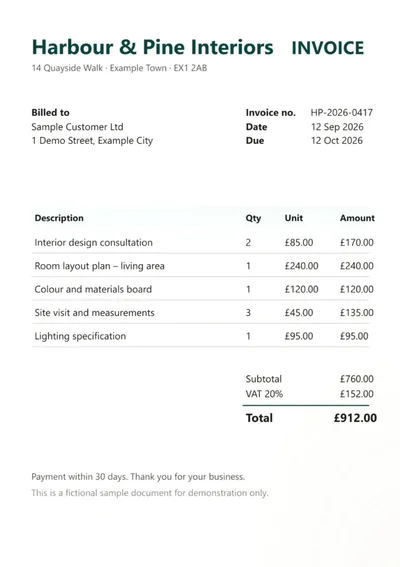 Harbour & Pine Interiors INVOICE
14 Quayside Walk · Example Town · EX1 2AB
Billed to Invoice no. HP-2026-0417
Sample Customer Ltd Date 12 Sep 2026
1 Demo Street, Example City Due 12 Oct 2026
Description Qty Unit Amount
Interior design consultation 2 £85.00 £170.00
Room layout plan – living area 1 £240.00 £240.00
Colour and materials board 1 £120.00 £120.00
Site visit and measurements 3 £45.00 £135.00
Lighting specification 1 £95.00 £95.00
Subtotal £760.00
VAT 20% £152.00
Total £912.00
Payment within 30 days. Thank you for your business.
This is a fictional sample document for demonstration only.